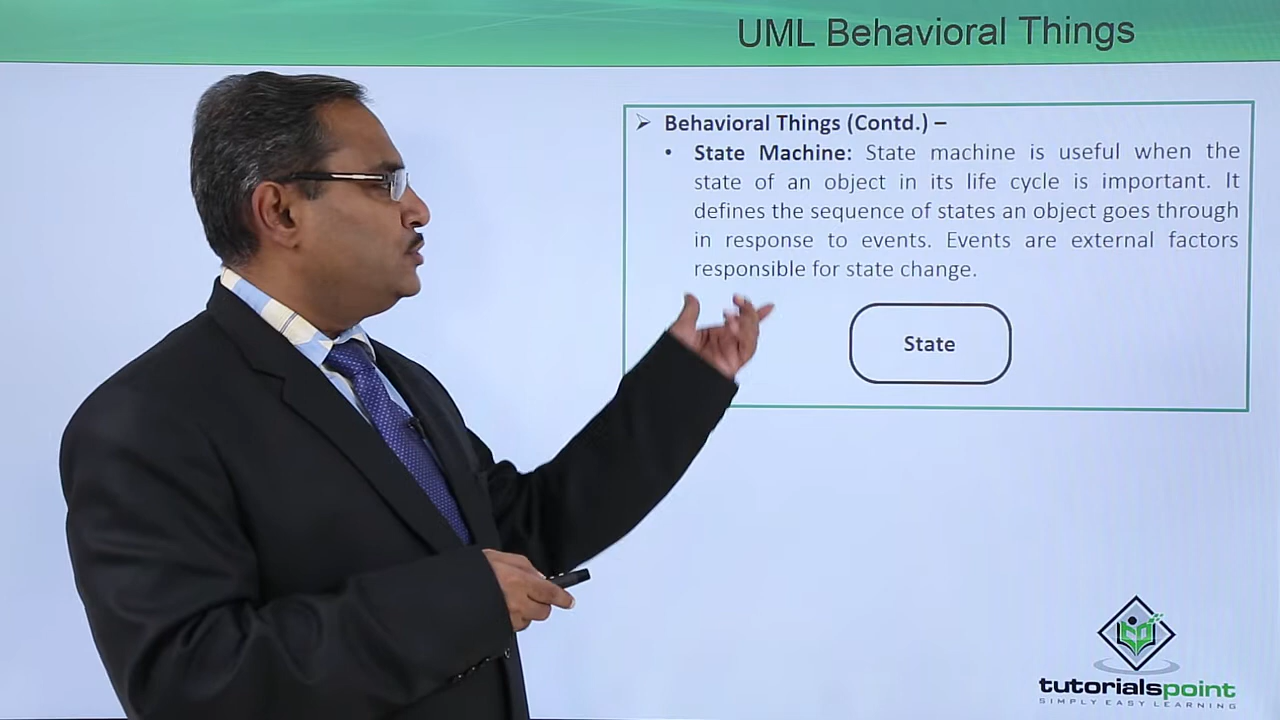 UML Behavioral Things
➢ Behavioral Things (Contd.) –
• State Machine: State machine is useful when the
state of an object in its life cycle is important. It
defines the sequence of states an object goes through
in response to events. Events are external factors
responsible for state change.
State
tutorialspoint
SIMPLY EASY LEARNING